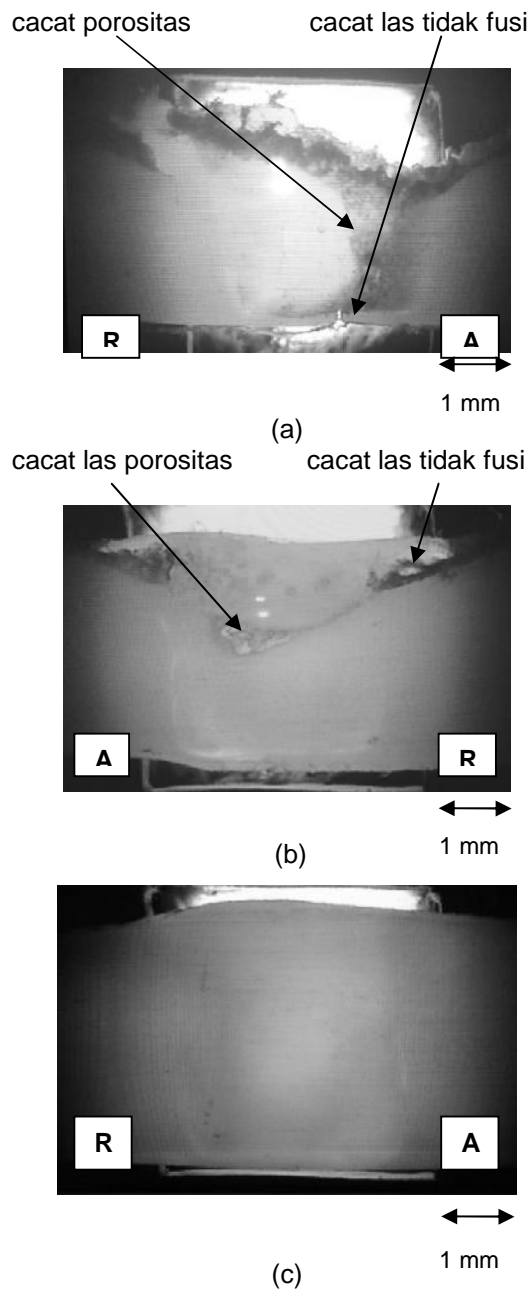 cacat porositas cacat las tidak fusi
R A
1 mm
(a)
cacat las porositas cacat las tidak fusi
A R
1 mm
(b)
R A
1 mm
(c)